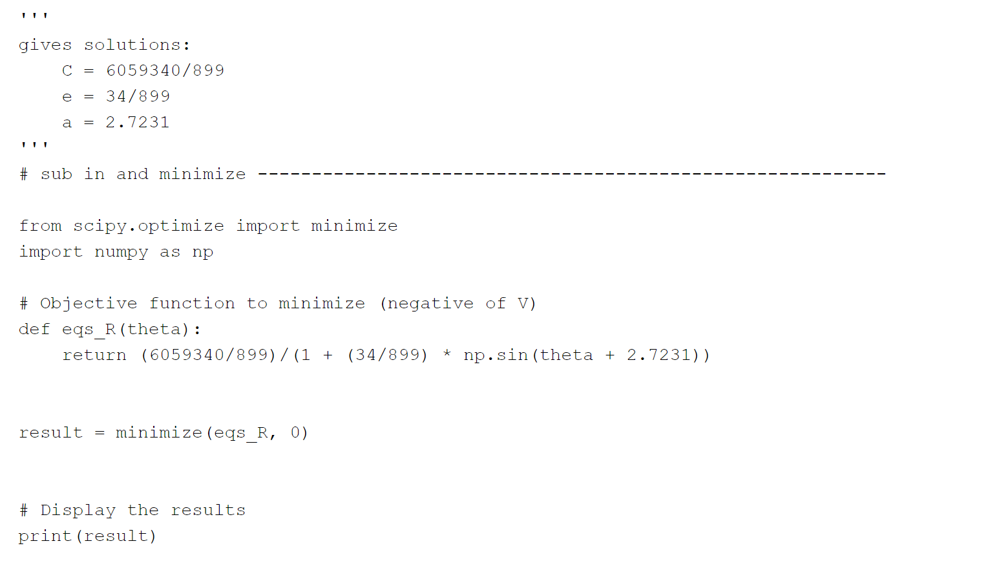 '''
gives solutions:
    C = 6059340/899
    e = 34/899
    a = 2.7231
'''
# sub in and minimize ----------------------------------------------------------
from scipy.optimize import minimize
import numpy as np
# Objective function to minimize (negative of V)
def eqs_R(theta):
    return (6059340/899)/(1 + (34/899) * np.sin(theta + 2.7231))
result = minimize(eqs_R, 0)
# Display the results
print(result)